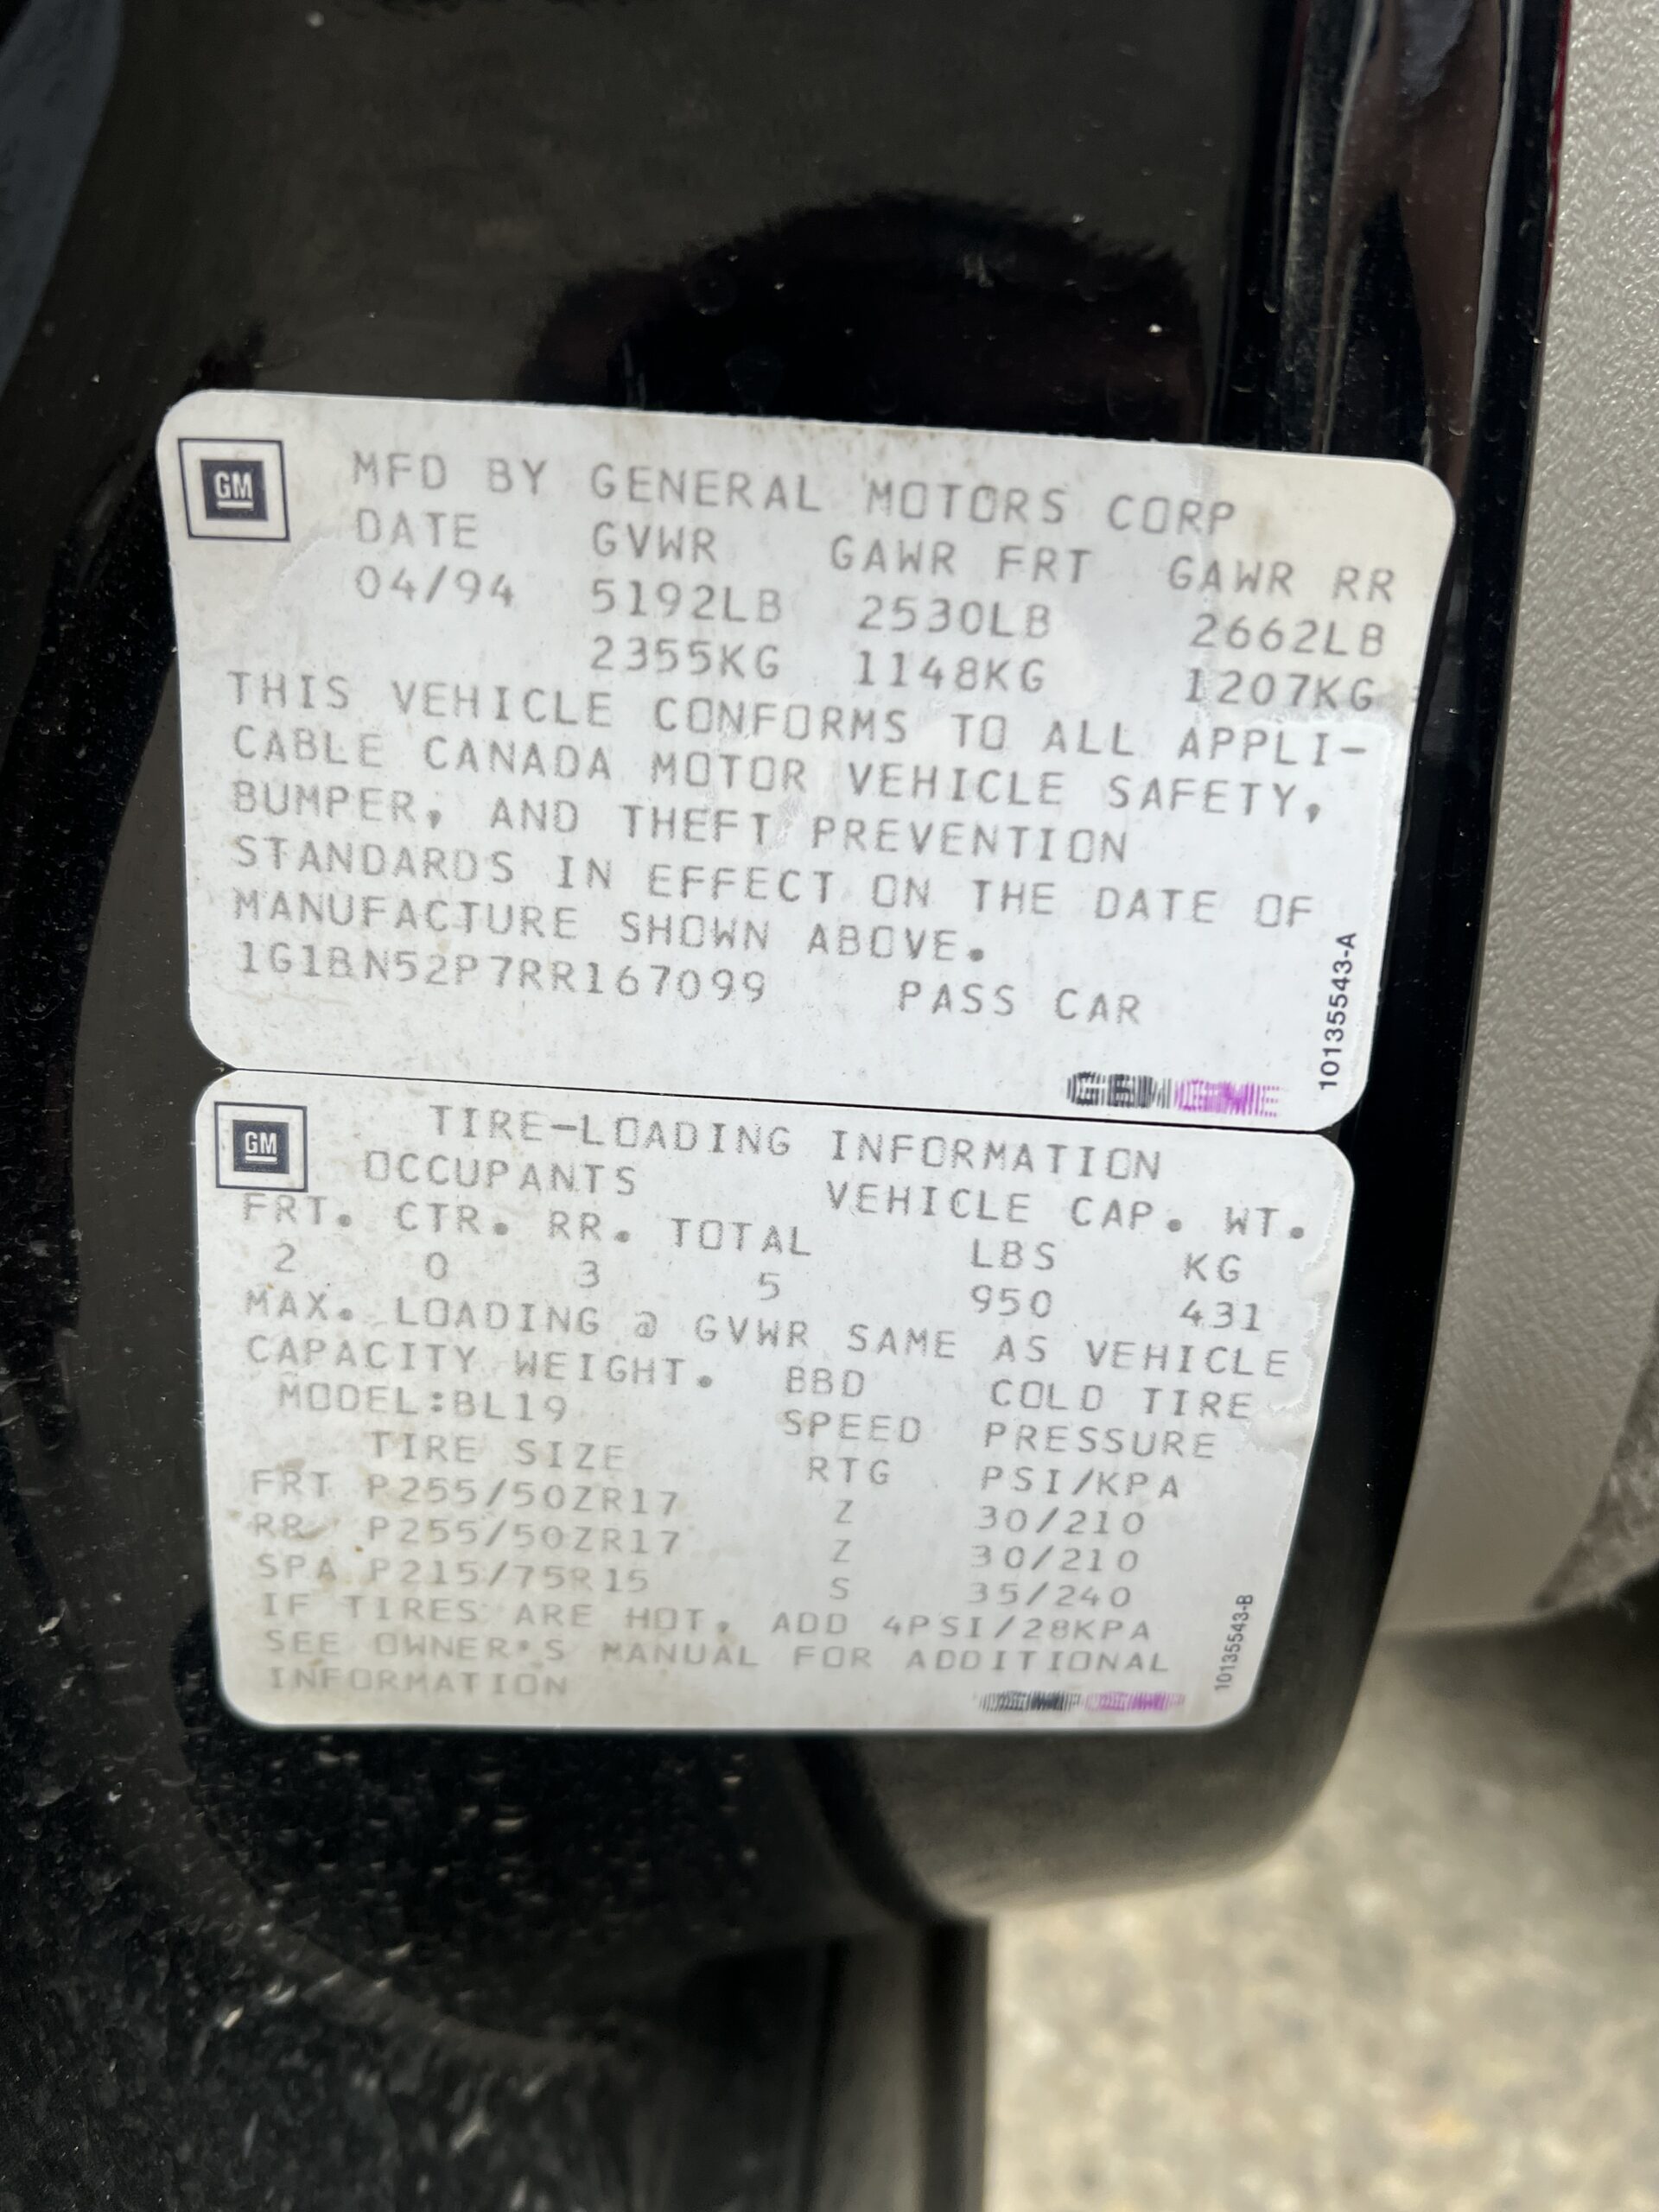 GM
MFD BY GENERAL MOTORS CORP
DATE GVWR GAWR FRT GAWR RR
04/94 5192LB 2530LB 2662LB
2355KG 1148KG 1207KG
THIS VEHICLE CONFORMS TO ALL APPLI-
CABLE CANADA MOTOR VEHICLE SAFETY,
BUMPER, AND THEFT PREVENTION
STANDARDS IN EFFECT ON THE DATE OF
MANUFACTURE SHOWN ABOVE.
1G1BN52P7RR167099 PASS CAR
10135543-A
GM
TIRE-LOADING INFORMATION
OCCUPANTS VEHICLE CAP. WT.
FRT. CTR. RR. TOTAL LBS KG
2 0 3 5 950 431
MAX. LOADING @ GVWR SAME AS VEHICLE
CAPACITY WEIGHT. BBD COLD TIRE
MODEL:BL19 SPEED PRESSURE
TIRE SIZE RTG PSI/KPA
FRT P255/50ZR17 Z 30/210
RR P255/50ZR17 Z 30/210
SPA P215/75R15 S 35/240
IF TIRES ARE HOT, ADD 4PSI/28KPA
SEE OWNER'S MANUAL FOR ADDITIONAL
INFORMATION
10135543-B